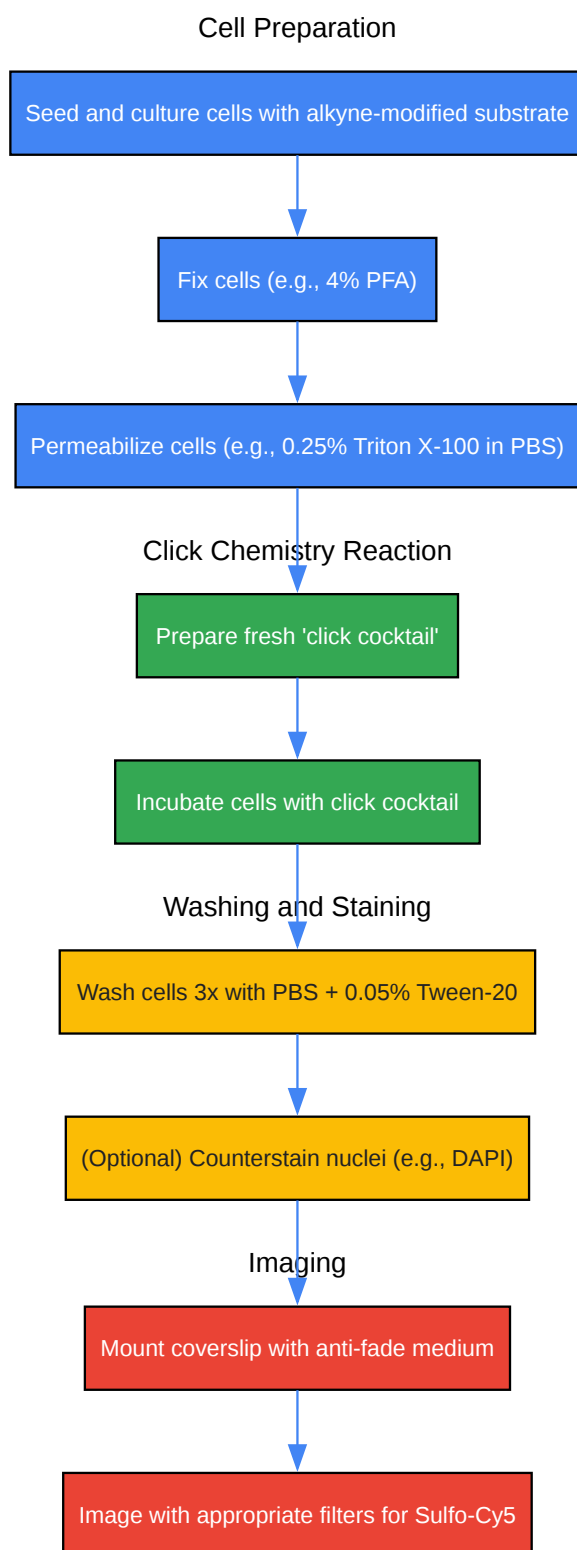 Cell Preparation
Seed and culture cells with alkyne-modified substrate
Fix cells (e.g., 4% PFA)
Permeabilize cells (e.g., 0.25% Triton X-100 in PBS)
Click Chemistry Reaction
Prepare fresh 'click cocktail'
Incubate cells with click cocktail
Washing and Staining
Wash cells 3x with PBS + 0.05% Tween-20
(Optional) Counterstain nuclei (e.g., DAPI)
Imaging
Mount coverslip with anti-fade medium
Image with appropriate filters for Sulfo-Cy5